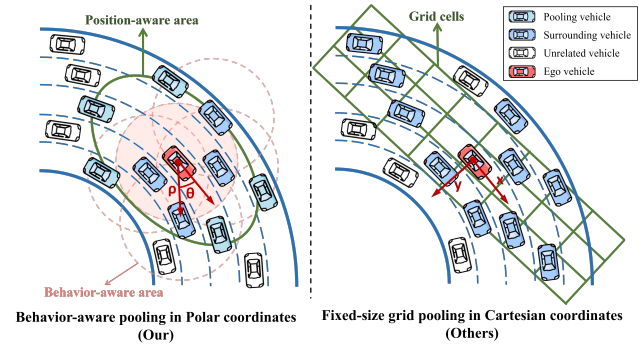 Position-aware area
Grid cells
Pooling vehicle
Surrounding vehicle
Unrelated vehicle
Ego vehicle
ρ
θ
y
x
Behavior-aware area
Behavior-aware pooling in Polar coordinates
(Our)
Fixed-size grid pooling in Cartesian coordinates
(Others)